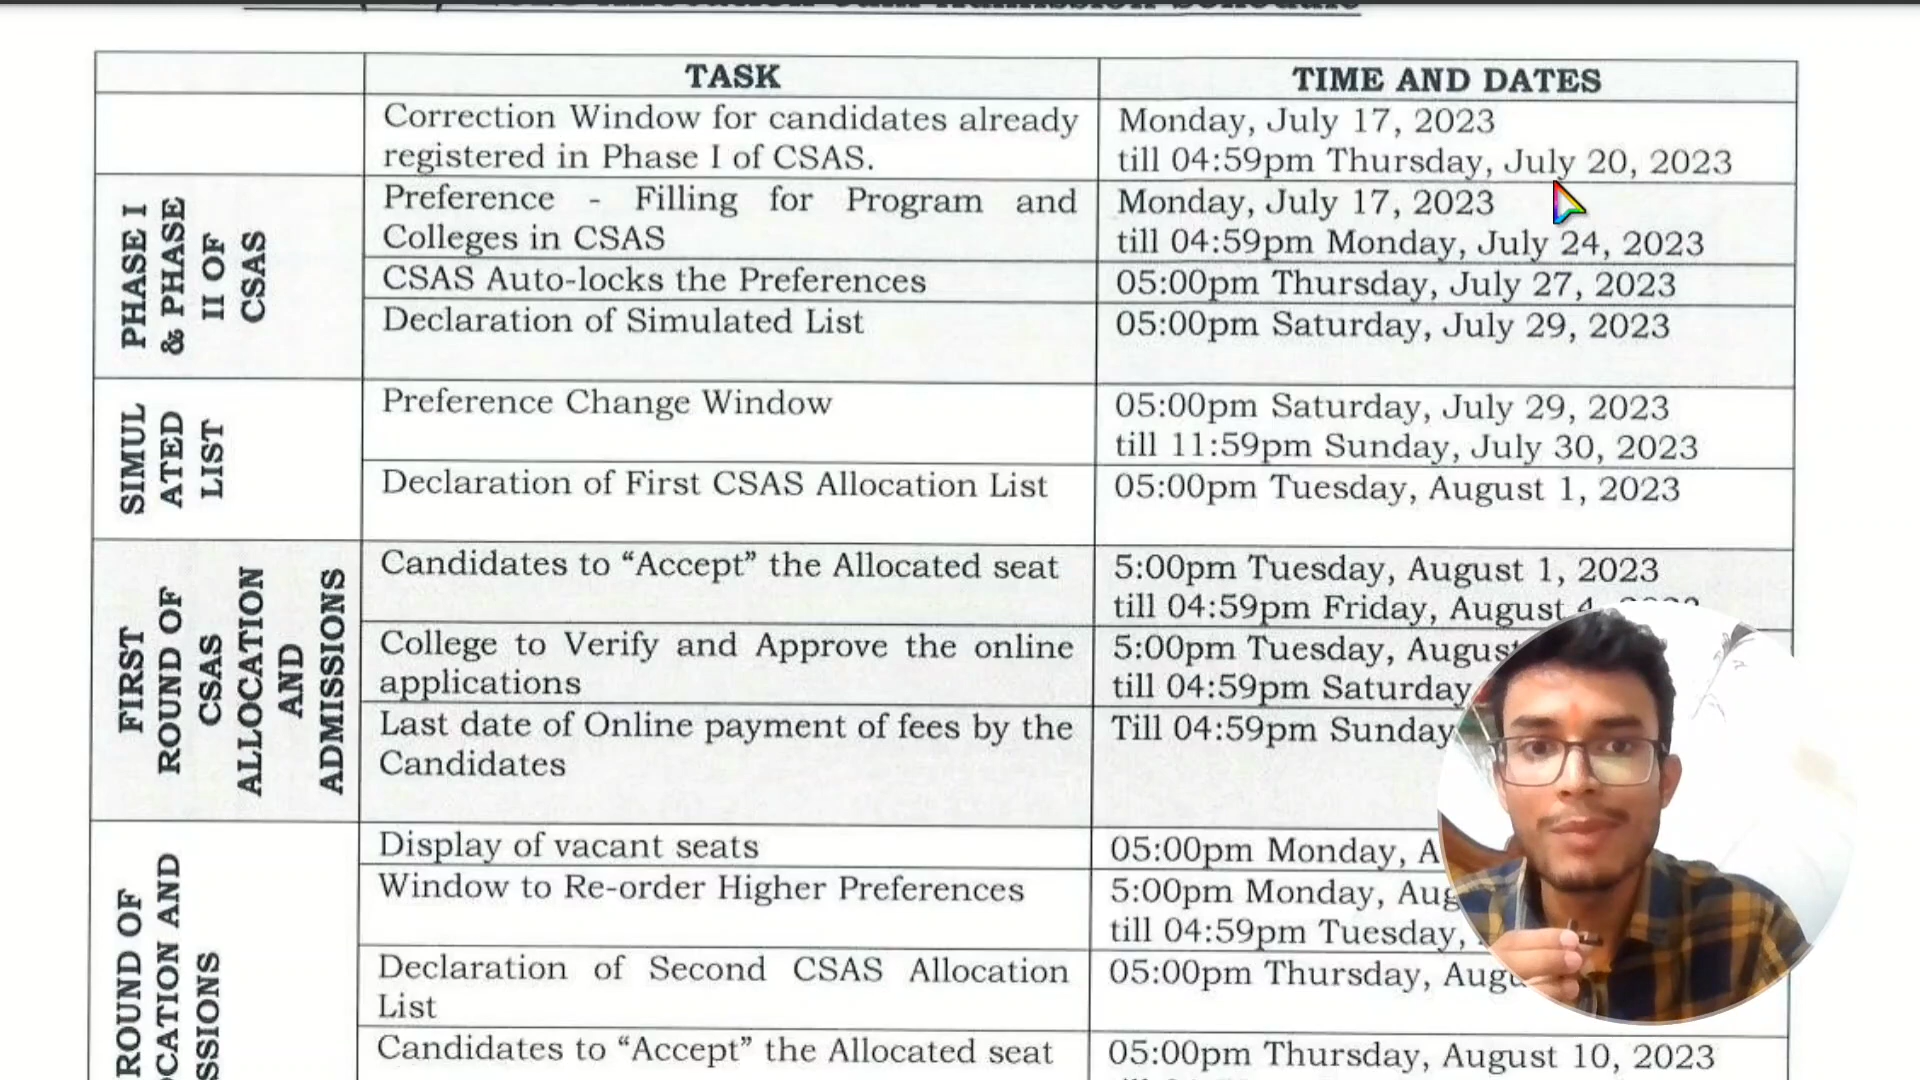 Allocation cum Admission Schedule
TASK
TIME AND DATES
Correction Window for candidates already
registered in Phase I of CSAS.
Monday, July 17, 2023
till 04:59pm Thursday, July 20, 2023
PHASE I
& PHASE
II OF
CSAS
Preference - Filling for Program and
Colleges in CSAS
Monday, July 17, 2023
till 04:59pm Monday, July 24, 2023
CSAS Auto-locks the Preferences
05:00pm Thursday, July 27, 2023
Declaration of Simulated List
05:00pm Saturday, July 29, 2023
SIMUL
ATED
LIST
Preference Change Window
05:00pm Saturday, July 29, 2023
till 11:59pm Sunday, July 30, 2023
Declaration of First CSAS Allocation List
05:00pm Tuesday, August 1, 2023
FIRST
ROUND OF
CSAS
ALLOCATION
AND
ADMISSIONS
Candidates to “Accept” the Allocated seat
5:00pm Tuesday, August 1, 2023
till 04:59pm Friday, August
College to Verify and Approve the online
applications
5:00pm Tuesday, August
till 04:59pm Saturday
Last date of Online payment of fees by the
Candidates
Till 04:59pm Sunday
ROUND OF
OCATION AND
SSIONS
Display of vacant seats
05:00pm Monday, A
Window to Re-order Higher Preferences
5:00pm Monday, Aug
till 04:59pm Tuesday,
Declaration of Second CSAS Allocation
List
05:00pm Thursday, Augu
Candidates to “Accept” the Allocated seat
05:00pm Thursday, August 10, 2023